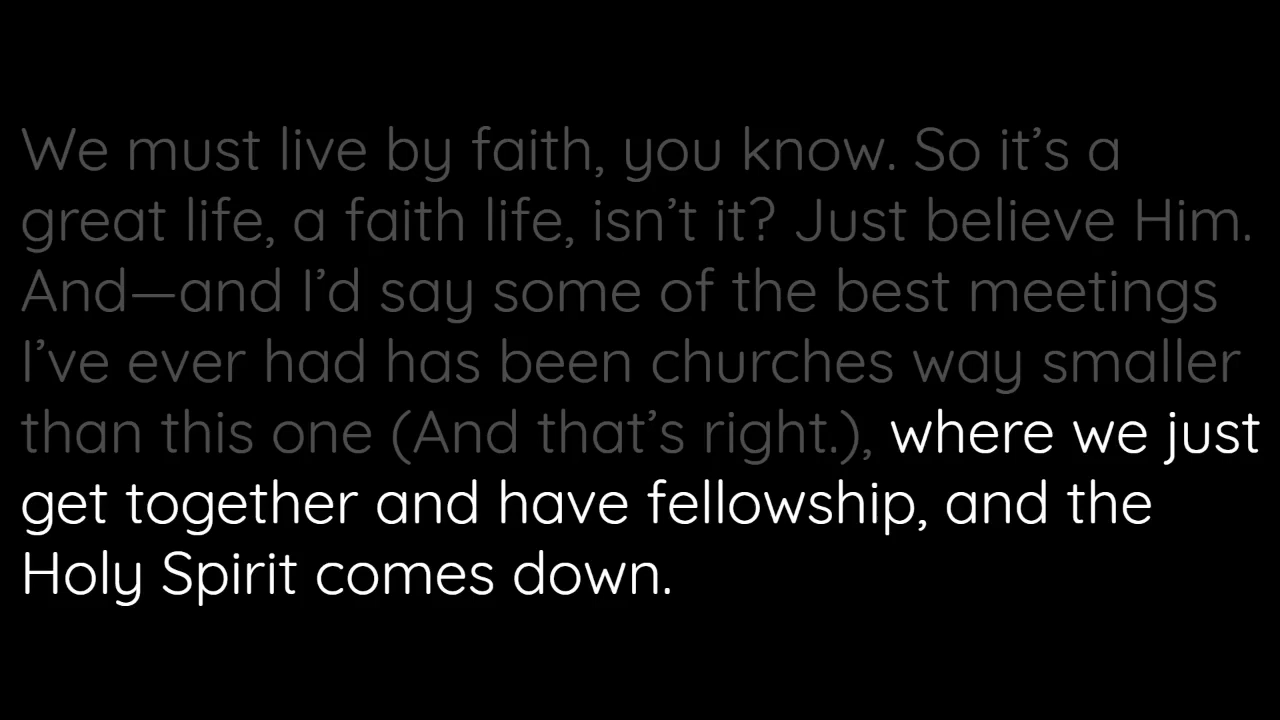 We must live by faith, you know. So it’s a
great life, a faith life, isn’t it? Just believe Him.
And—and I’d say some of the best meetings
I’ve ever had has been churches way smaller
than this one (And that’s right.), where we just
get together and have fellowship, and the
Holy Spirit comes down.